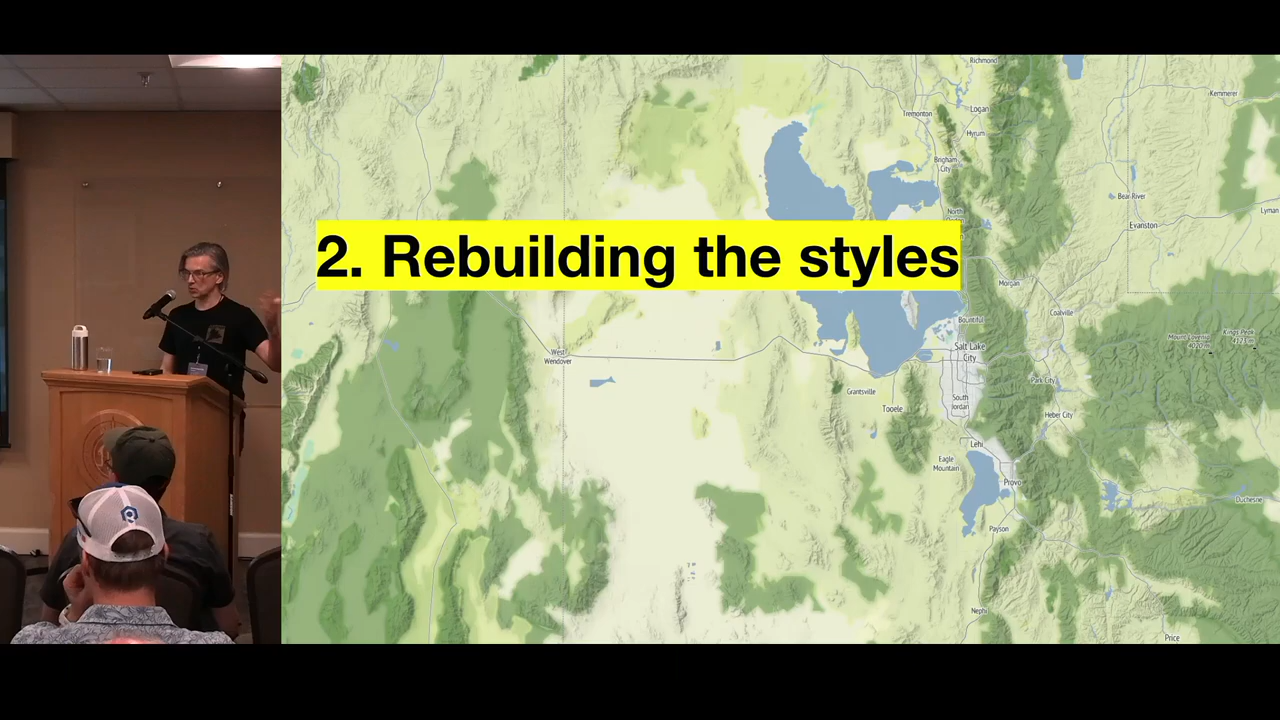 2. Rebuilding the styles
Richmond
Kemmerer
Logan
Tremonton
Hyrum
Brigham
City
Bear River
Lyman
North
Evanston
Morgan
Coalville
Bountiful
Salt Lake
City
Kings Peak
West
Wendover
Park City
Grantsville
South
Jordan
Tooele
Heber City
Lehi
Eagle
Mountain
Provo
Duchesne
Payson
Nephi
Price